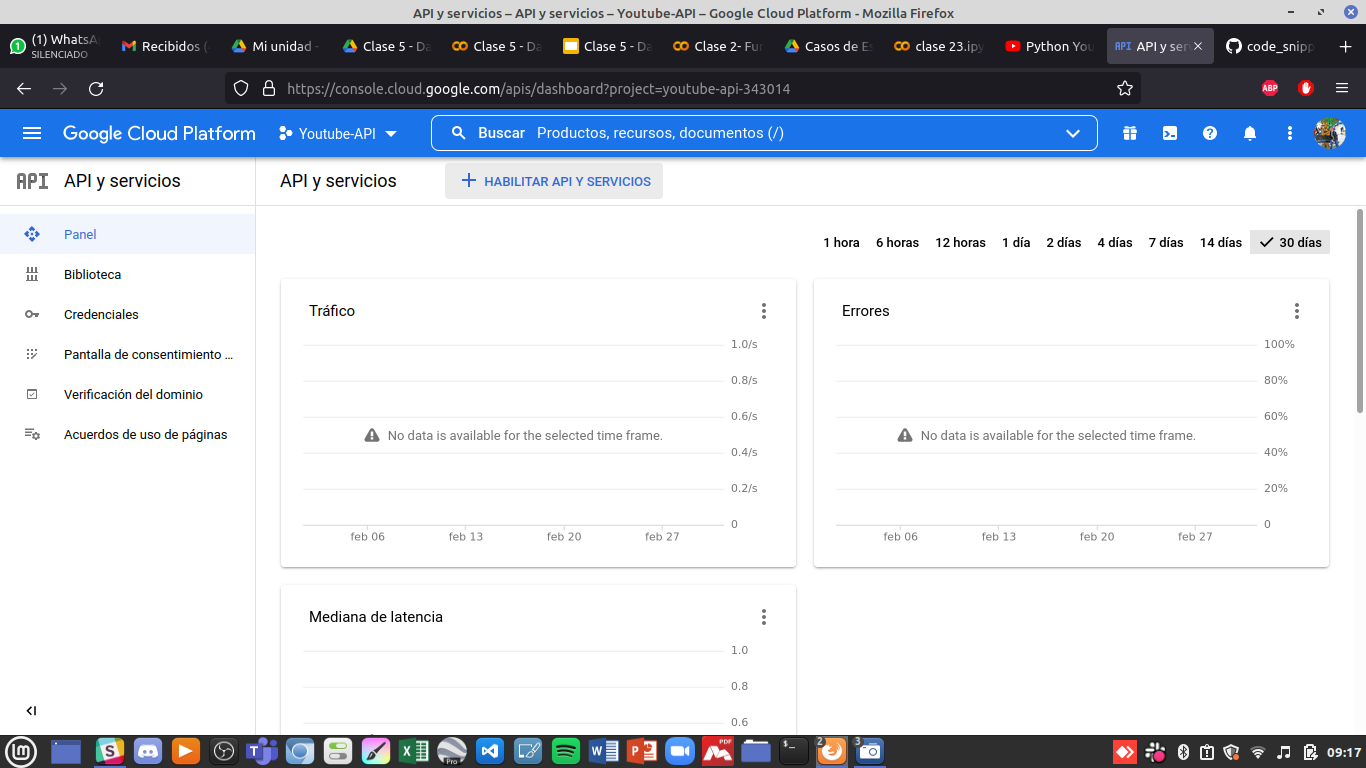 API y servicios – API y servicios – Youtube-API – Google Cloud Platform - Mozilla Firefox
(1) WhatsA
SILENCIADO
Recibidos (
Mi unidad -
Clase 5 - Da
Clase 5 - Da
Clase 5 - Da
Clase 2- Fun
Casos de Es
clase 23.ipy
Python You
API
API y serv
code_snipp
https://console.cloud.google.com/apis/dashboard?project=youtube-api-343014
ABP
Google Cloud Platform
Youtube-API
Buscar Productos, recursos, documentos (/)
API API y servicios
API y servicios
HABILITAR API Y SERVICIOS
Panel
Biblioteca
Credenciales
Pantalla de consentimiento ...
Verificación del dominio
Acuerdos de uso de páginas
1 hora 6 horas 12 horas 1 día 2 días 4 días 7 días 14 días 30 días
Tráfico
1.0/s
0.8/s
0.6/s
No data is available for the selected time frame.
0.4/s
0.2/s
0
feb 06 feb 13 feb 20 feb 27
Errores
100%
80%
60%
No data is available for the selected time frame.
40%
20%
0
feb 06 feb 13 feb 20 feb 27
Mediana de latencia
1.0
0.8
0.6
Pro
PDF
2
3
09:17